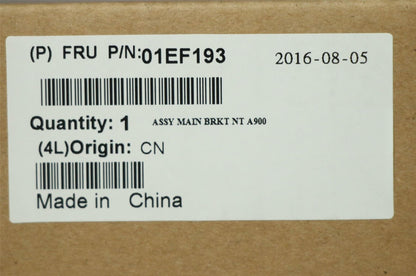 (P) FRU P/N:01EF193 2016-08-05
Quantity: 1 ASSY MAIN BRKT NT A900
(4L)Origin: CN
Made in China